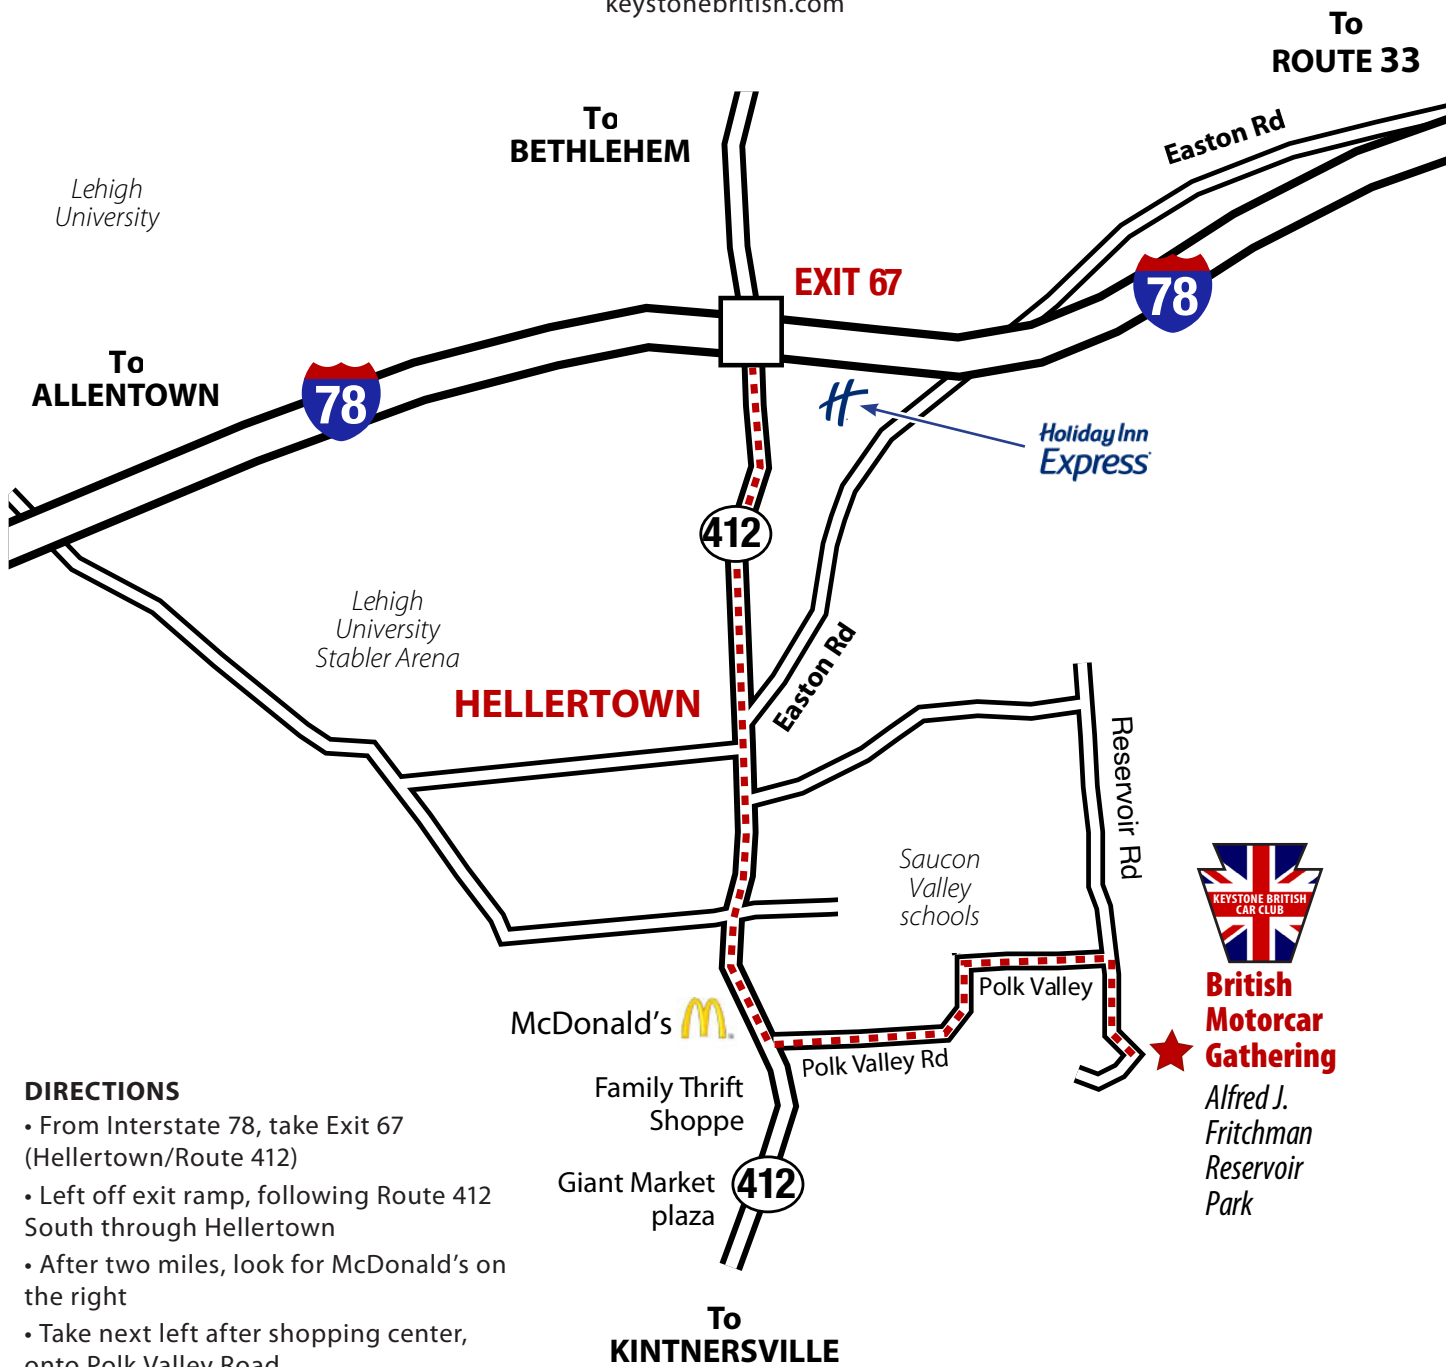 keystonebritish.com
To
ROUTE 33
To
BETHLEHEM
Easton Rd
Lehigh
University
EXIT 67
78
To
ALLENTOWN
78
Holiday Inn
Express
412
Lehigh
University
Stabler Arena
Easton Rd
HELLERTOWN
Reservoir Rd
Saucon
Valley
schools
KEYSTONE BRITISH
CAR CLUB
British
Motorcar
Gathering
Alfred J.
Fritchman
Reservoir
Park
Polk Valley
McDonald’s
Polk Valley Rd
Family Thrift
Shoppe
Giant Market
plaza
412
DIRECTIONS
• From Interstate 78, take Exit 67
(Hellertown/Route 412)
• Left off exit ramp, following Route 412
South through Hellertown
• After two miles, look for McDonald’s on
the right
• Take next left after shopping center,
onto Polk Valley Road
To
KINTNERSVILLE